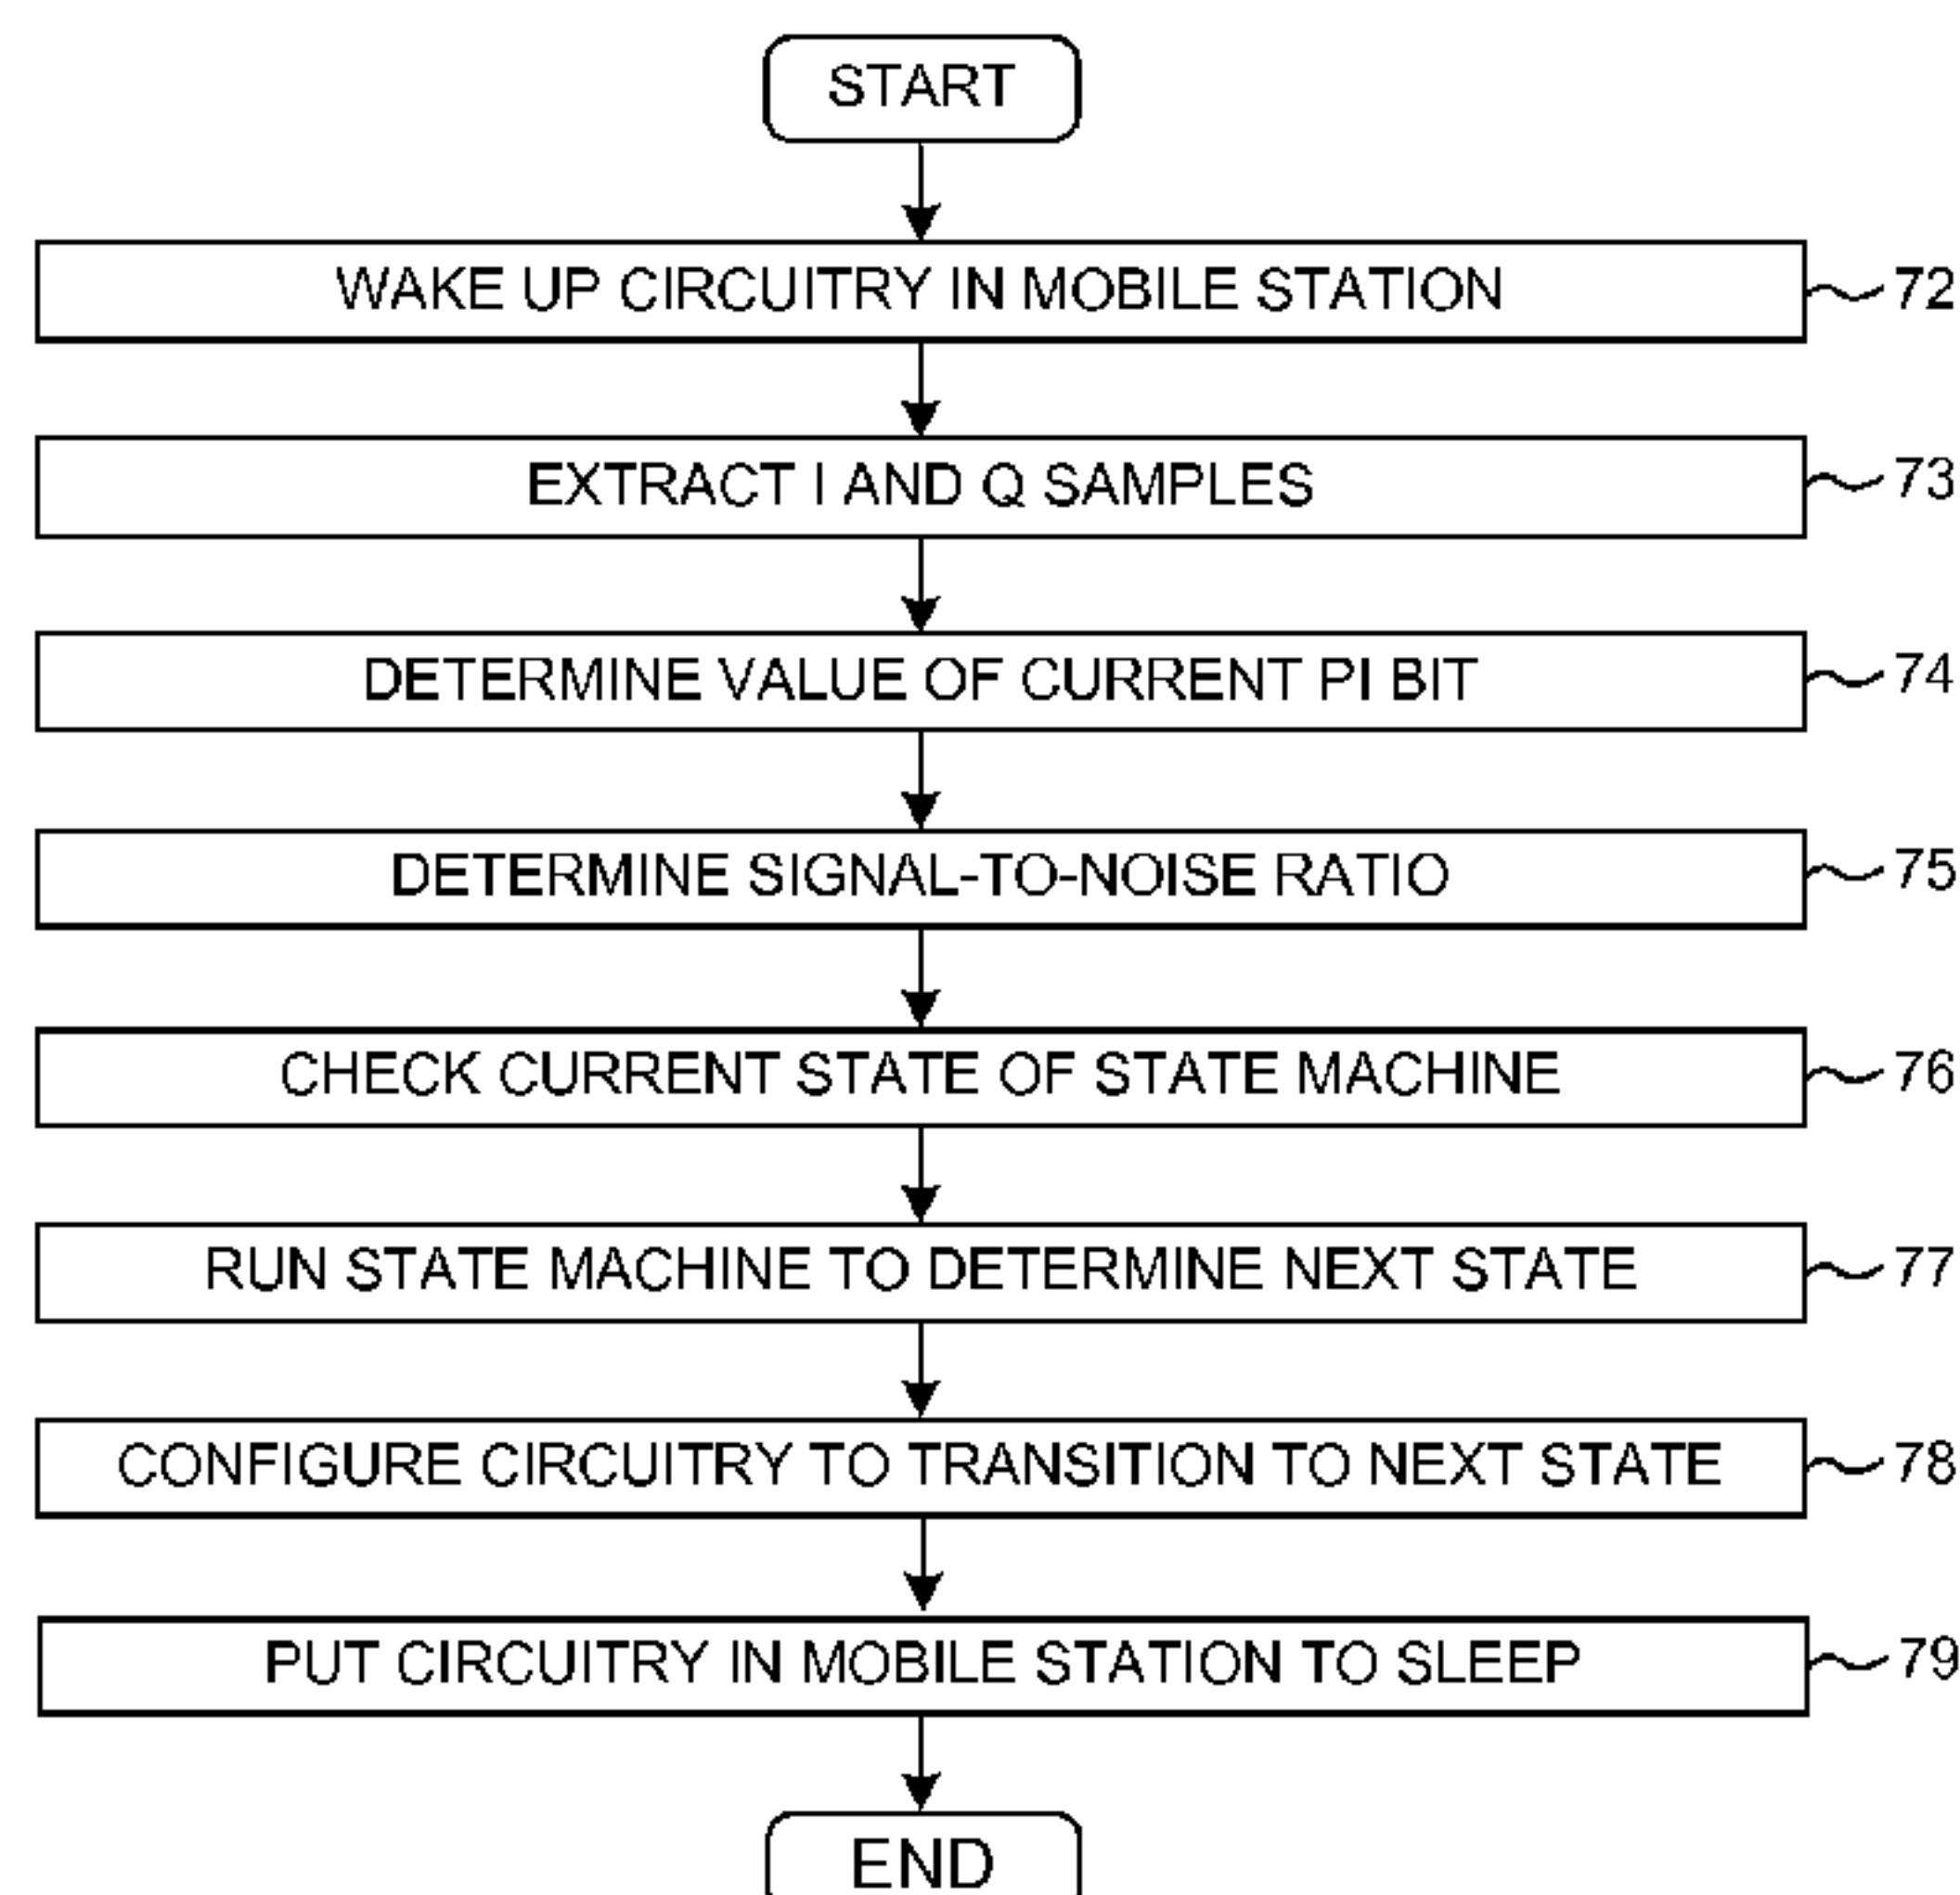 START
WAKE UP CIRCUITRY IN MOBILE STATION 72
EXTRACT I AND Q SAMPLES 73
DETERMINE VALUE OF CURRENT PI BIT 74
DETERMINE SIGNAL-TO-NOISE RATIO 75
CHECK CURRENT STATE OF STATE MACHINE 76
RUN STATE MACHINE TO DETERMINE NEXT STATE 77
CONFIGURE CIRCUITRY TO TRANSITION TO NEXT STATE 78
PUT CIRCUITRY IN MOBILE STATION TO SLEEP 79
END